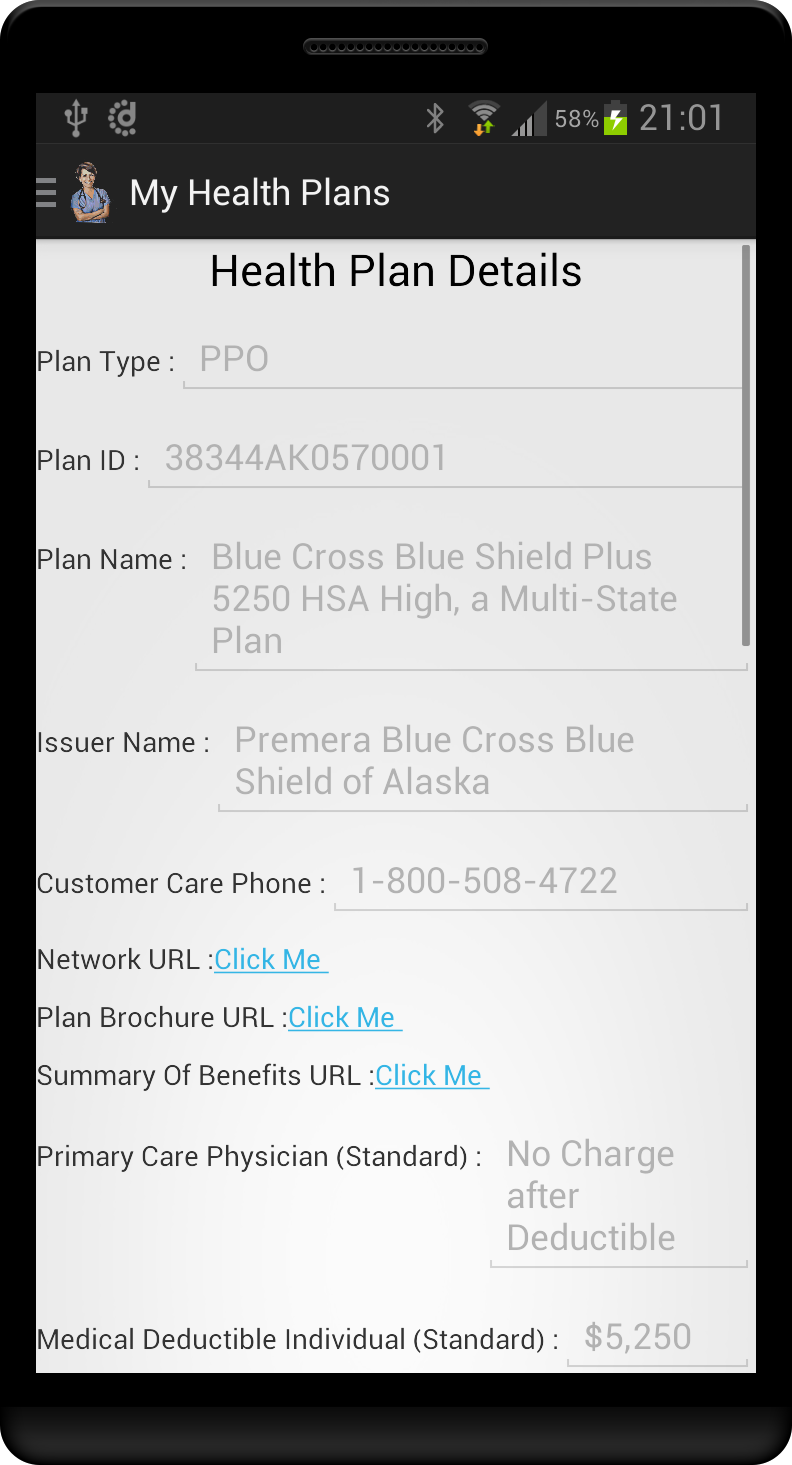 58% 21:01
My Health Plans
Health Plan Details
Plan Type : PPO
Plan ID : 38344AK0570001
Plan Name : Blue Cross Blue Shield Plus
5250 HSA High, a Multi-State
Plan
Issuer Name : Premera Blue Cross Blue
Shield of Alaska
Customer Care Phone : 1-800-508-4722
Network URL :Click Me
Plan Brochure URL :Click Me
Summary Of Benefits URL :Click Me
Primary Care Physician (Standard) : No Charge
after
Deductible
Medical Deductible Individual (Standard) : $5,250